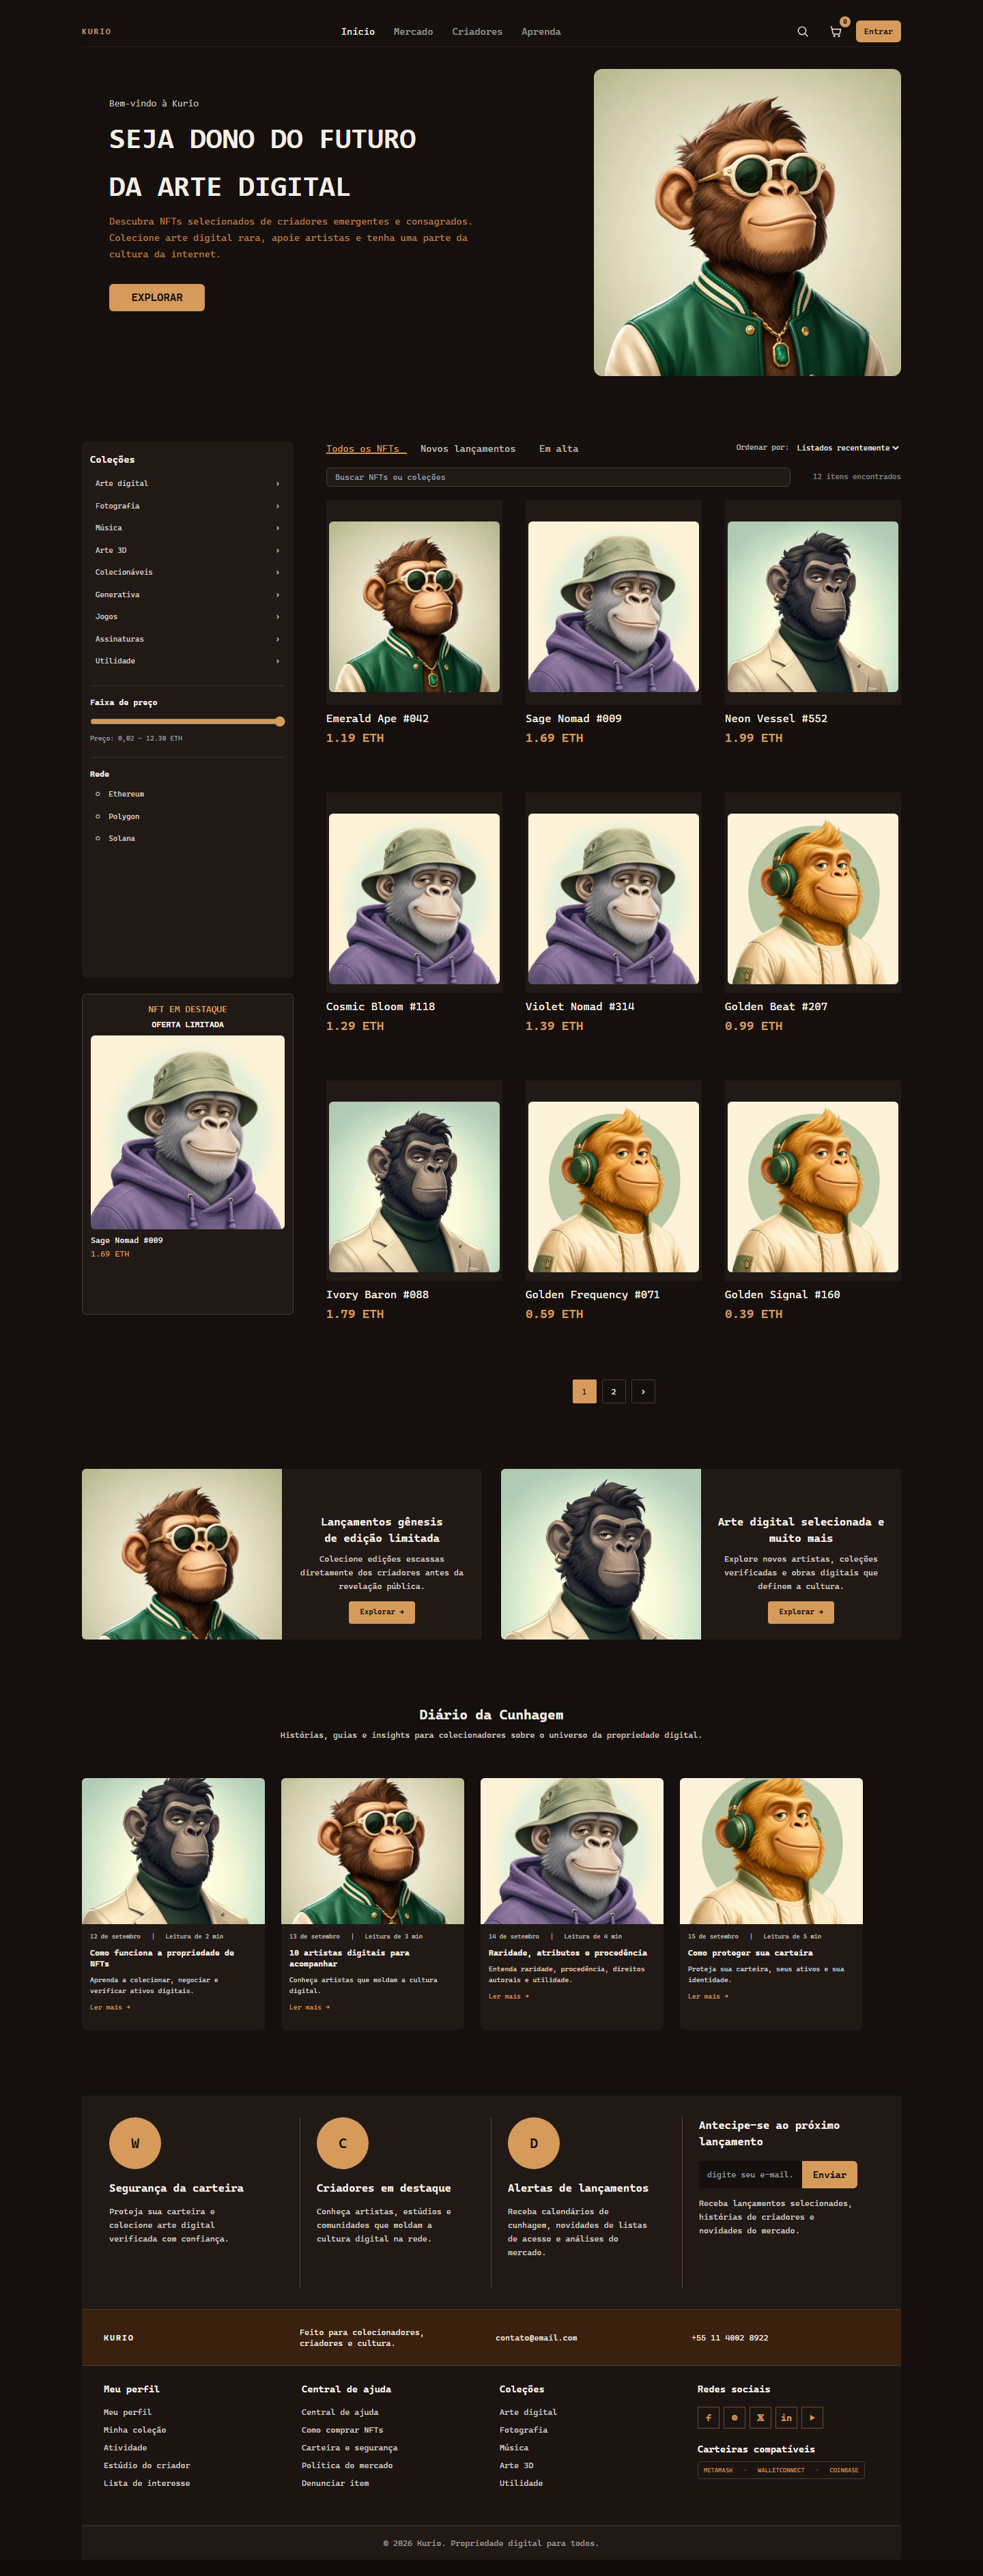 KURIO
Início Mercado Criadores Aprenda
0
Entrar
Bem-vindo à Kurio
SEJA DONO DO FUTURO
DA ARTE DIGITAL
Descubra NFTs selecionados de criadores emergentes e consagrados.
Colecione arte digital rara, apoie artistas e tenha uma parte da
cultura da internet.
EXPLORAR
Coleções
Arte digital ›
Fotografia ›
Música ›
Arte 3D ›
Colecionáveis ›
Generativa ›
Jogos ›
Assinaturas ›
Utilidade ›
Faixa de preço
Preço: 0,02 — 12.30 ETH
Rede
Ethereum
Polygon
Solana
NFT EM DESTAQUE
OFERTA LIMITADA
Sage Nomad #009
1.69 ETH
Todos os NFTs Novos lançamentos Em alta
Ordenar por: Listados recentemente
Buscar NFTs ou coleções
12 itens encontrados
Emerald Ape #042
1.19 ETH
Sage Nomad #009
1.69 ETH
Neon Vessel #552
1.99 ETH
Cosmic Bloom #118
1.29 ETH
Violet Nomad #314
1.39 ETH
Golden Beat #207
0.99 ETH
Ivory Baron #088
1.79 ETH
Golden Frequency #071
0.59 ETH
Golden Signal #160
0.39 ETH
1 2 ›
Lançamentos gênesis
de edição limitada
Colecione edições escassas
diretamente dos criadores antes da
revelação pública.
Explorar →
Arte digital selecionada e
muito mais
Explore novos artistas, coleções
verificadas e obras digitais que
definem a cultura.
Explorar →
Diário da Cunhagem
Histórias, guias e insights para colecionadores sobre o universo da propriedade digital.
12 de setembro | Leitura de 2 min
Como funciona a propriedade de
NFTs
Aprenda a colecionar, negociar e
verificar ativos digitais.
Ler mais →
13 de setembro | Leitura de 3 min
10 artistas digitais para
acompanhar
Conheça artistas que moldam a cultura
digital.
Ler mais →
14 de setembro | Leitura de 4 min
Raridade, atributos e procedência
Entenda raridade, procedência, direitos
autorais e utilidade.
Ler mais →
15 de setembro | Leitura de 5 min
Como proteger sua carteira
Proteja sua carteira, seus ativos e sua
identidade.
Ler mais →
W
Segurança da carteira
Proteja sua carteira e
colecione arte digital
verificada com confiança.
C
Criadores em destaque
Conheça artistas, estúdios e
comunidades que moldam a
cultura digital na rede.
D
Alertas de lançamentos
Receba calendários de
cunhagem, novidades de listas
de acesso e análises do
mercado.
Antecipe-se ao próximo
lançamento
digite seu e-mail.
Enviar
Receba lançamentos selecionados,
histórias de criadores e
novidades do mercado.
KURIO
Feito para colecionadores,
criadores e cultura.
contato@email.com
+55 11 4002 8922
Meu perfil
Meu perfil
Minha coleção
Atividade
Estúdio do criador
Lista de interesse
Central de ajuda
Central de ajuda
Como comprar NFTs
Carteira e segurança
Política do mercado
Denunciar item
Coleções
Arte digital
Fotografia
Música
Arte 3D
Utilidade
Redes sociais
f X in
Carteiras compatíveis
METAMASK · WALLETCONNECT · COINBASE
© 2026 Kurio. Propriedade digital para todos.